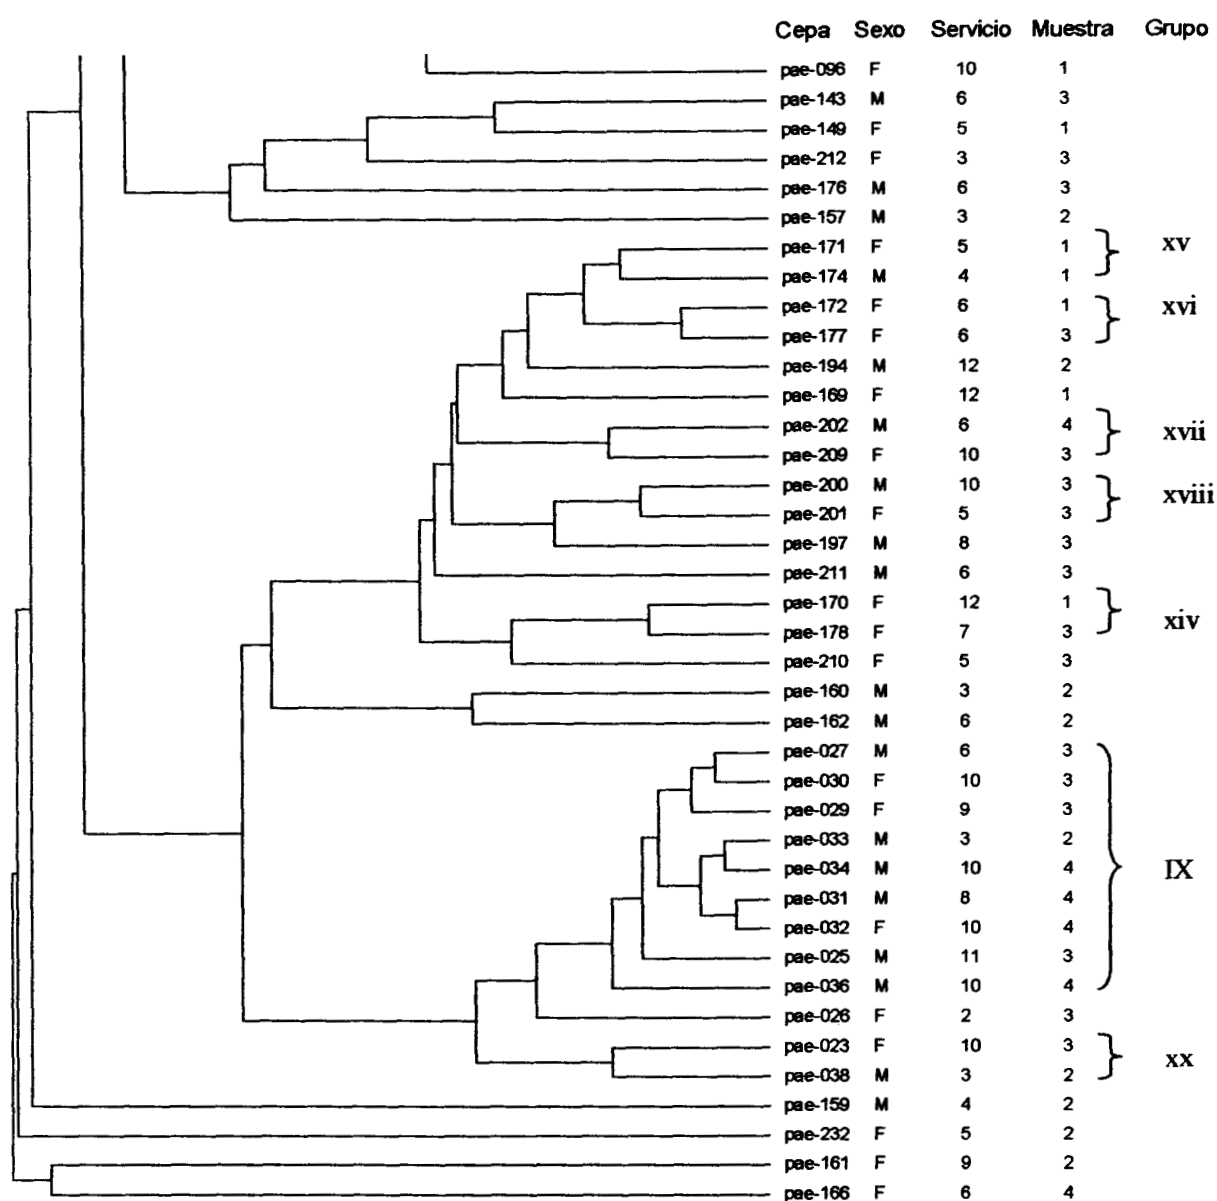 Cepa Sexo Servicio Muestra Grupo
pae-096 F 10 1
pae-143 M 6 3
pae-149 F 5 1
pae-212 F 3 3
pae-176 M 6 3
pae-157 M 3 2
pae-171 F 5 1 xv
pae-174 M 4 1
pae-172 F 6 1 xvi
pae-177 F 6 3
pae-194 M 12 2
pae-169 F 12 1
pae-202 M 6 4 xvii
pae-209 F 10 3
pae-200 M 10 3 xviii
pae-201 F 5 3
pae-197 M 8 3
pae-211 M 6 3
pae-170 F 12 1 xiv
pae-178 F 7 3
pae-210 F 5 3
pae-160 M 3 2
pae-162 M 6 2
pae-027 M 6 3
pae-030 F 10 3
pae-029 F 9 3
pae-033 M 3 2
pae-034 M 10 4 IX
pae-031 M 8 4
pae-032 F 10 4
pae-025 M 11 3
pae-036 M 10 4
pae-026 F 2 3
pae-023 F 10 3 xx
pae-038 M 3 2
pae-159 M 4 2
pae-232 F 5 2
pae-161 F 9 2
pae-166 F 6 4